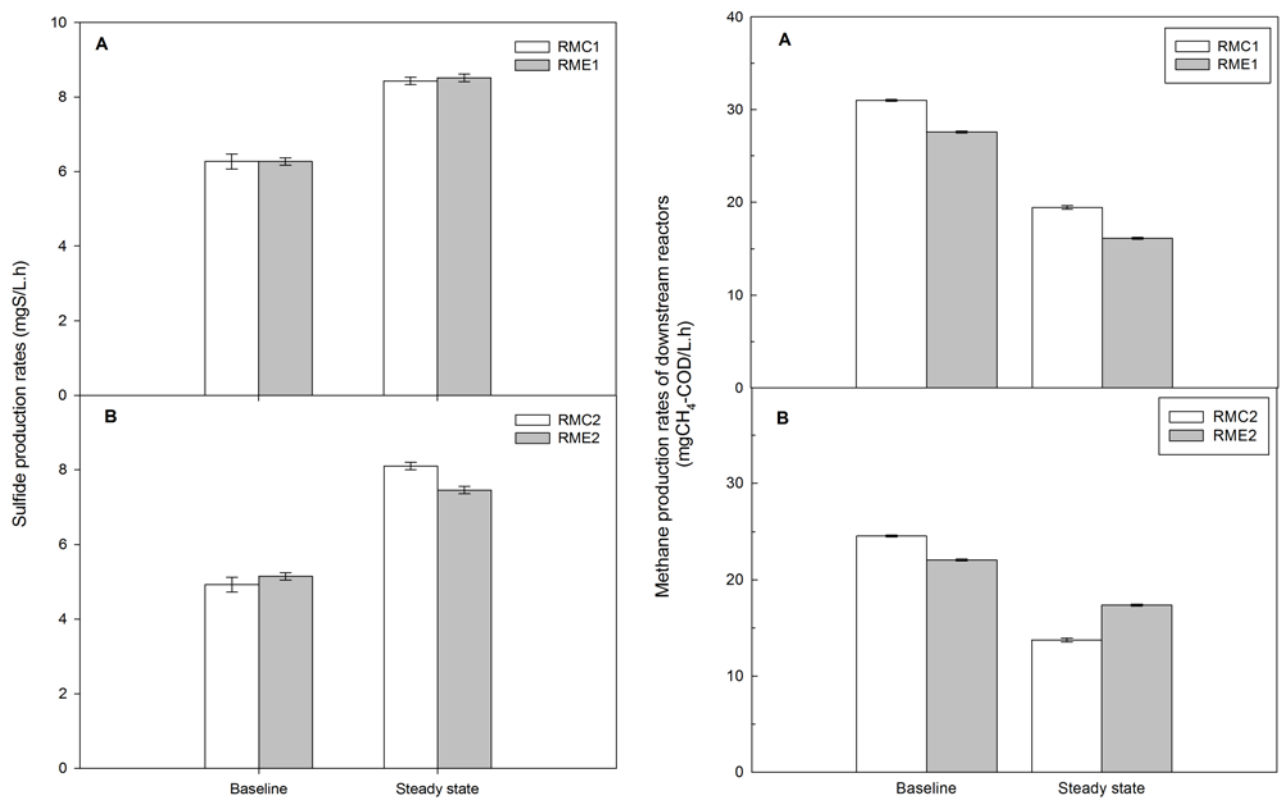 Sulfide production rates (mgS/L.h)
10
8
6
4
2
0
A
RMC1
RME1
8
6
4
2
0
B
RMC2
RME2
Baseline
Steady state
Methane production rates of downstream reactors
(mgCH₄-COD/L.h)
40
30
20
10
0
A
RMC1
RME1
30
20
10
0
B
RMC2
RME2
Baseline
Steady state